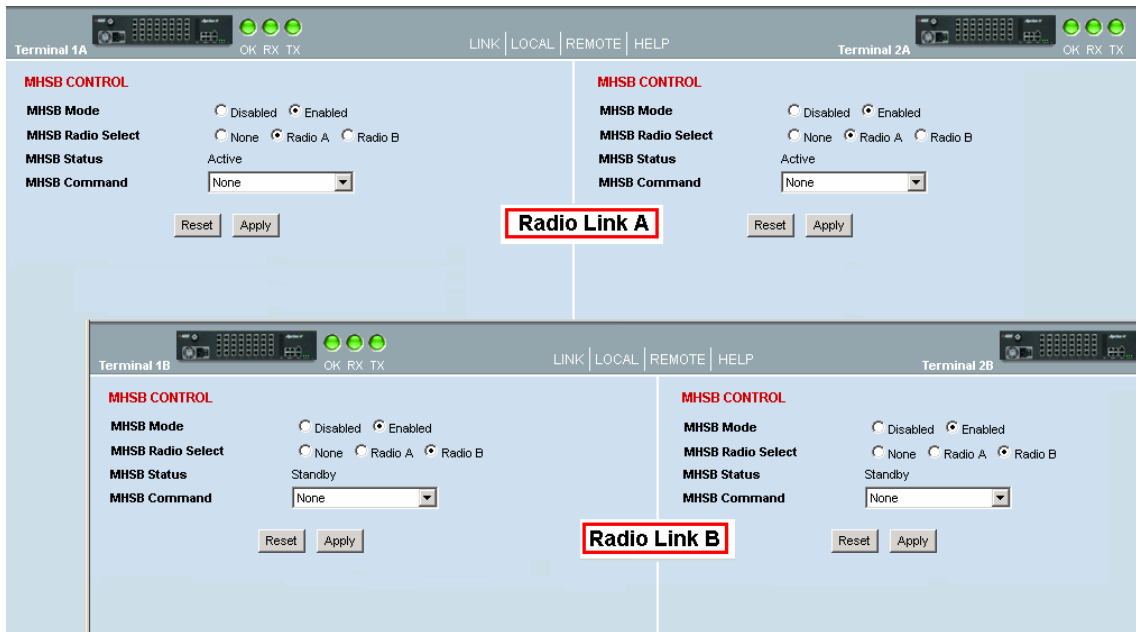 Terminal 1A OK RX TX LINK LOCAL REMOTE HELP Terminal 2A OK RX TX
MHSB CONTROL MHSB CONTROL
MHSB Mode Disabled Enabled MHSB Mode Disabled Enabled
MHSB Radio Select None Radio A Radio B MHSB Radio Select None Radio A Radio B
MHSB Status Active MHSB Status Active
MHSB Command None MHSB Command None
Reset Apply Radio Link A Reset Apply
Terminal 1B OK RX TX LINK LOCAL REMOTE HELP Terminal 2B
MHSB CONTROL MHSB CONTROL
MHSB Mode Disabled Enabled MHSB Mode Disabled Enabled
MHSB Radio Select None Radio A Radio B MHSB Radio Select None Radio A Radio B
MHSB Status Standby MHSB Status Standby
MHSB Command None MHSB Command None
Reset Apply Radio Link B Reset Apply